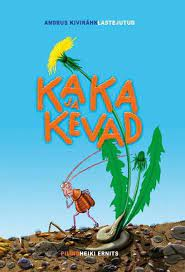 ANDRUS KIVIRÄHK LASTEJUTUD
KAKA
JA
KEVAD
PILDID HEIKI ERNITS